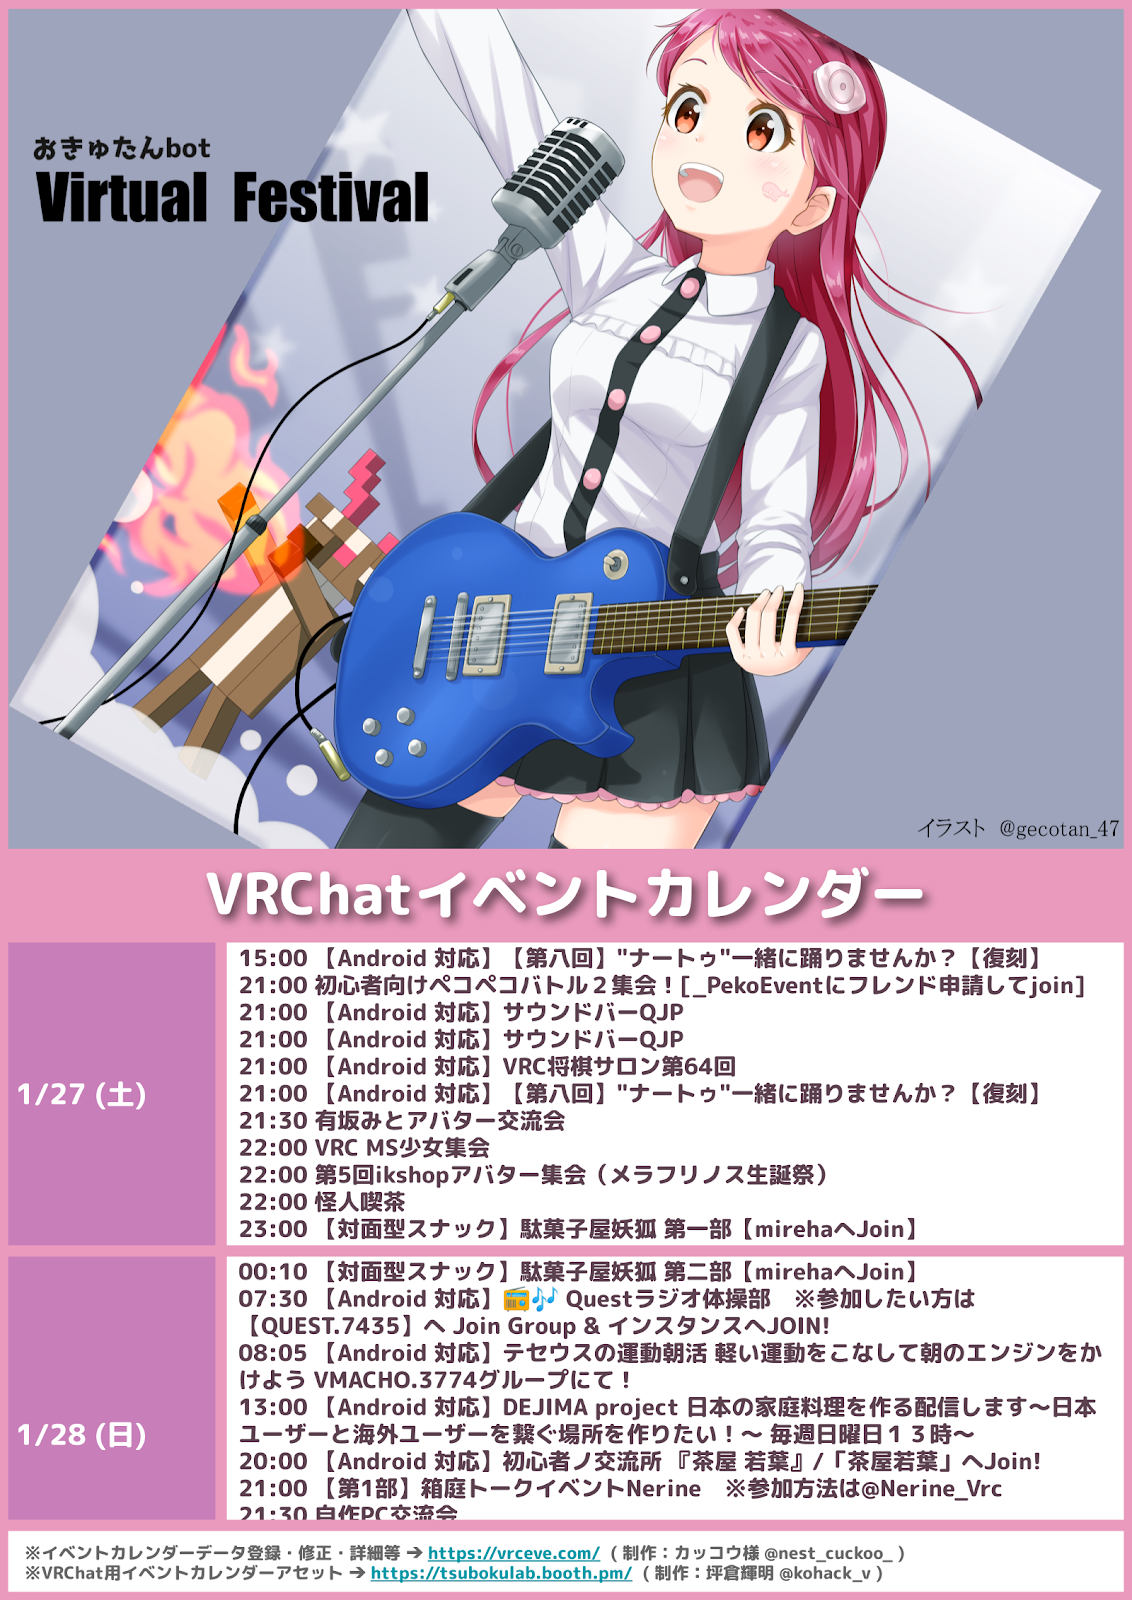 おきゅたんbot
Virtual Festival
イラスト @gecotan_47
VRChatイベントカレンダー
1/27 (土)
15:00 【Android 対応】【第八回】"ナートゥ"一緒に踊りませんか？【復刻】
21:00 初心者向けペコペコバトル２集会！[_PekoEventにフレンド申請してjoin]
21:00 【Android 対応】サウンドバーQJP
21:00 【Android 対応】サウンドバーQJP
21:00 【Android 対応】VRC将棋サロン第64回
21:00 【Android 対応】【第八回】"ナートゥ"一緒に踊りませんか？【復刻】
21:30 有坂みとアバター交流会
22:00 VRC MS少女集会
22:00 第5回ikshopアバター集会（メラフリノス生誕祭）
22:00 怪人喫茶
23:00 【対面型スナック】駄菓子屋妖狐 第一部【mirehaへJoin】
1/28 (日)
00:10 【対面型スナック】駄菓子屋妖狐 第二部【mirehaへJoin】
07:30 【Android 対応】📻🎶 Questラジオ体操部　※参加したい方は
【QUEST.7435】へ Join Group & インスタンスへJOIN!
08:05 【Android 対応】テセウスの運動朝活 軽い運動をこなして朝のエンジンをか
けよう VMACHO.3774グループにて！
13:00 【Android 対応】DEJIMA project 日本の家庭料理を作る配信します〜日本
ユーザーと海外ユーザーを繋ぐ場所を作りたい！〜 毎週日曜日１３時〜
20:00 【Android 対応】初心者ノ交流所 『茶屋 若葉』/「茶屋若葉」へJoin!
21:00 【第1部】箱庭トークイベントNerine　※参加方法は@Nerine_Vrc
21:30 自作PC交流会
※イベントカレンダーデータ登録・修正・詳細等 ➔ https://vrceve.com/ ( 制作：カッコウ様 @nest_cuckoo_ )
※VRChat用イベントカレンダーアセット ➔ https://tsubokulab.booth.pm/ ( 制作：坪倉輝明 @kohack_v )